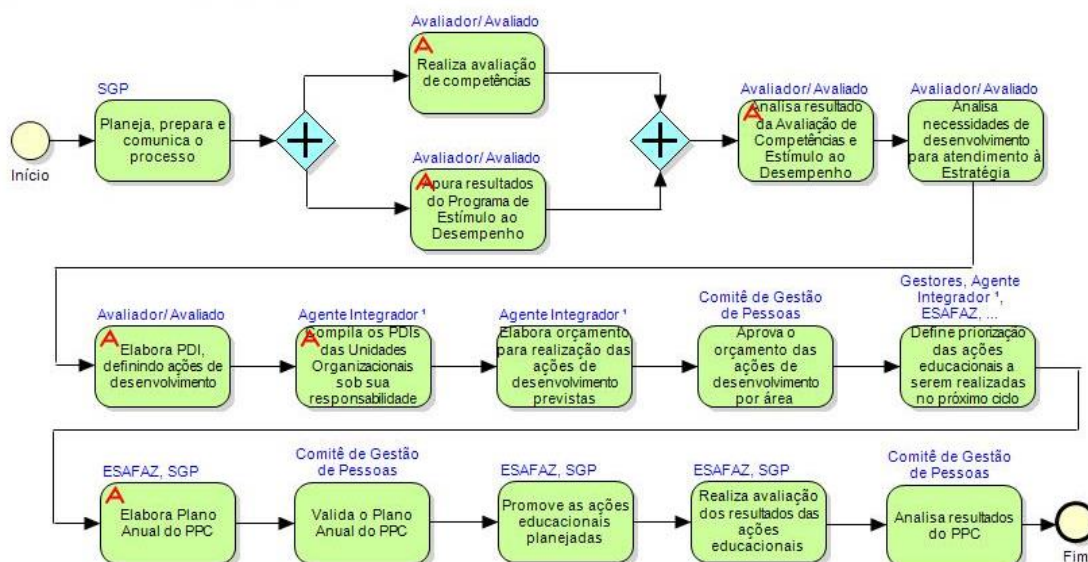 Avaliador/ Avaliado
Realiza avaliação
de competências
SGP
Planeja, prepara e
comunica o
processo
Início
Avaliador/ Avaliado
Apura resultados
do Programa de
Estímulo ao
Desempenho
Avaliador/ Avaliado
Analisa resultado
da Avaliação de
Competências e
Estímulo ao
Desempenho
Avaliador/ Avaliado
Analisa
necessidades de
desenvolvimento
para atendimento à
Estratégia
Avaliador/ Avaliado
Elabora PDI,
definindo ações de
desenvolvimento
Agente Integrador ¹
Compila os PDIs
das Unidades
Organizacionais
sob sua
responsabilidade
Agente Integrador ¹
Elabora orçamento
para realização das
ações de
desenvolvimento
previstas
Comitê de Gestão
de Pessoas
Aprova o
orçamento das
ações de
desenvolvimento
por área
Gestores, Agente
Integrador ¹,
ESAFAZ, ...
Define priorização
das ações
educacionais a
serem realizadas
no próximo ciclo
ESAFAZ, SGP
Elabora Plano
Anual do PPC
Comitê de Gestão
de Pessoas
Valida o Plano
Anual do PPC
ESAFAZ, SGP
Promove as ações
educacionais
planejadas
ESAFAZ, SGP
Realiza avaliação
dos resultados das
ações
educacionais
Comitê de Gestão
de Pessoas
Analisa resultados
do PPC
Fim